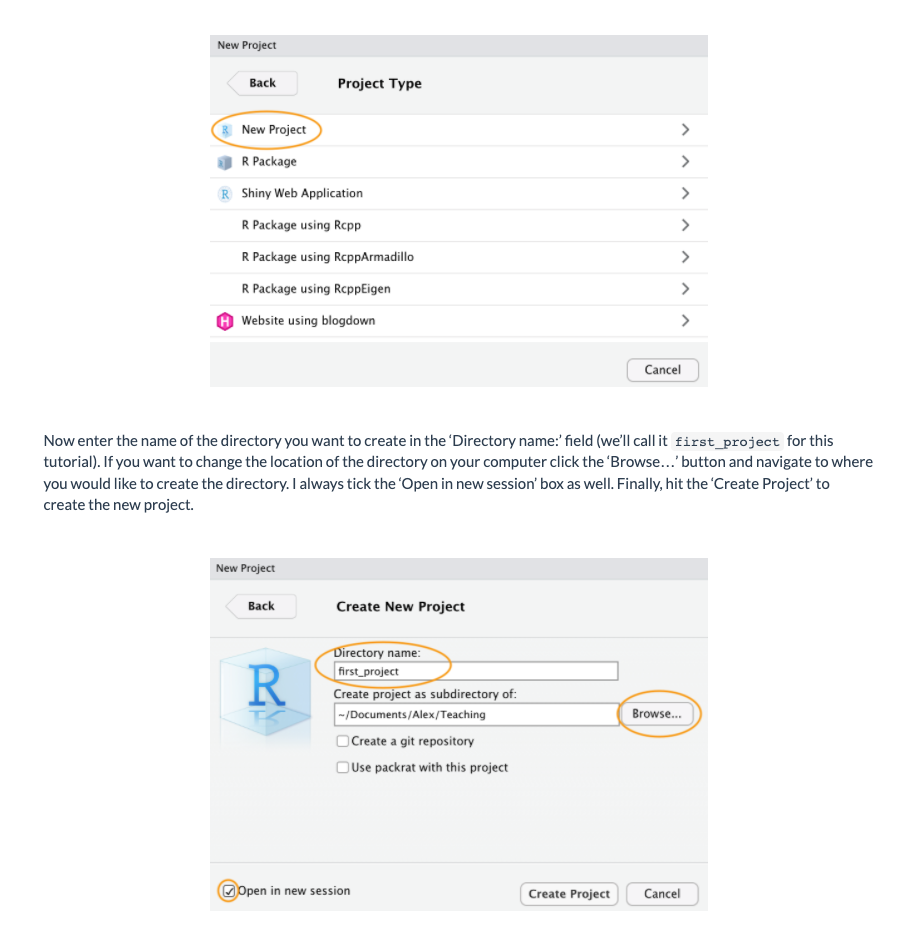 New Project
Back
Project Type
New Project
R Package
R
Shiny Web Application
R Package using Rcpp
R Package using RcppArmadillo
R Package using RcppEigen
H
Website using blogdown
Cancel
Now enter the name of the directory you want to create in the ‘Directory name:’ field (we’ll call it first_project for this
tutorial). If you want to change the location of the directory on your computer click the ‘Browse…’ button and navigate to where
you would like to create the directory. I always tick the ‘Open in new session’ box as well. Finally, hit the ‘Create Project’ to
create the new project.
New Project
Back
Create New Project
R
Directory name:
first_project
Create project as subdirectory of:
~/Documents/Alex/Teaching
Browse...
Create a git repository
Use packrat with this project
Open in new session
Create Project
Cancel